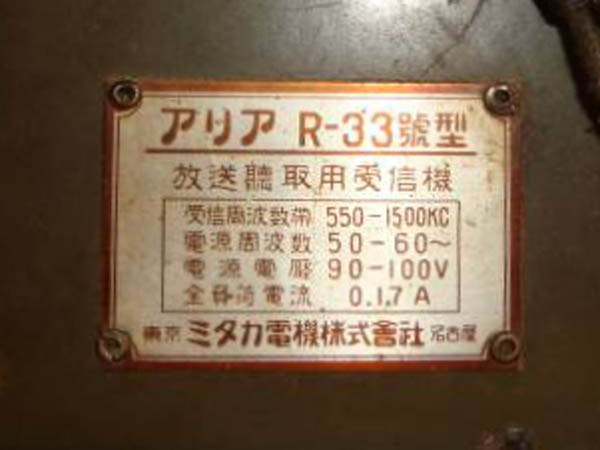 アリア R-33號型
放送聽取用受信機
受信周波数帯 550-1500KC
電源周波数 50-60～
電源電壓 90-100V
全負荷電流 0.1.7 A
東京 ミタカ電機株式會社 名古屋